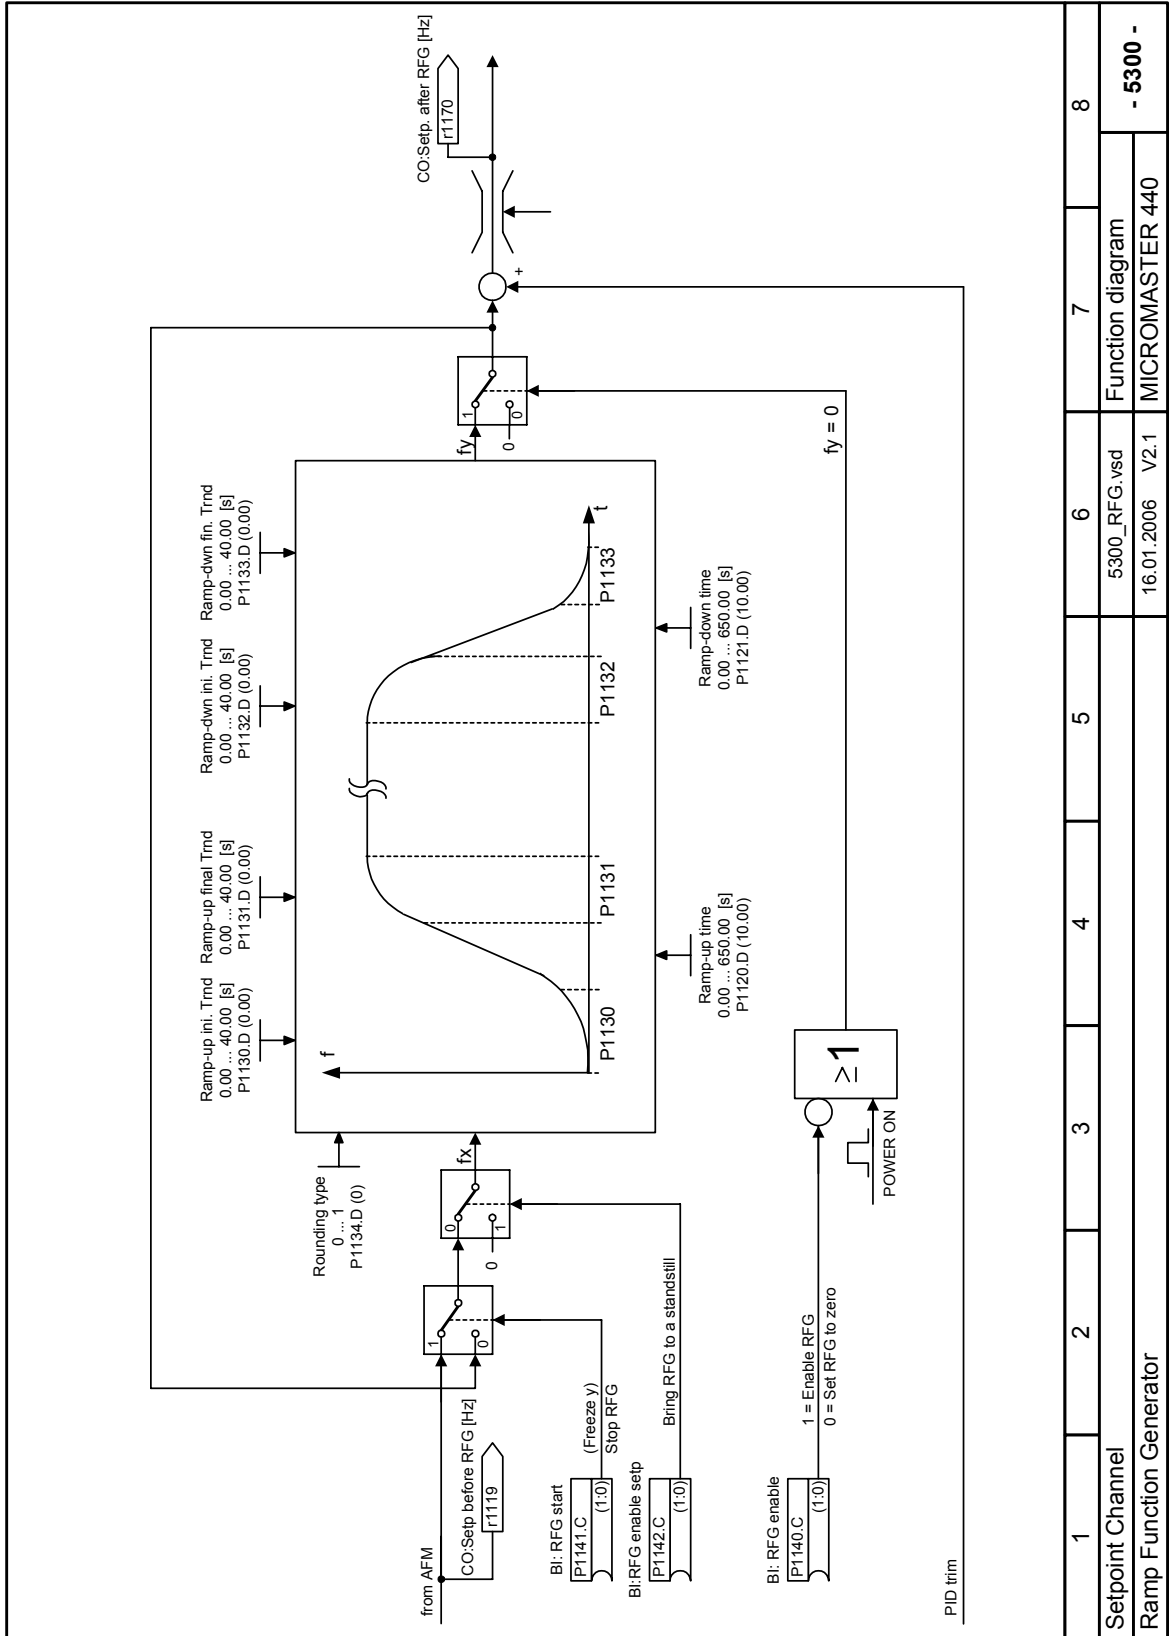 from AFM
CO:Setp before RFG [Hz]
r1119
BI: RFG start
P1141.C
(1:0)
(Freeze y)
Stop RFG
BI:RFG enable setp
P1142.C
(1:0)
Bring RFG to a standstill
BI: RFG enable
P1140.C
(1:0)
1 = Enable RFG
0 = Set RFG to zero
PID trim
1
0
0
1
0
fx
Rounding type
0 ... 1
P1134.D (0)
Ramp-up ini. Trnd
0.00 ... 40.00 [s]
P1130.D (0.00)
Ramp-up final Trnd
0.00 ... 40.00 [s]
P1131.D (0.00)
Ramp-dwn ini. Trnd
0.00 ... 40.00 [s]
P1132.D (0.00)
Ramp-dwn fin. Trnd
0.00 ... 40.00 [s]
P1133.D (0.00)
f
t
P1130
P1131
P1132
P1133
Ramp-up time
0.00 ... 650.00 [s]
P1120.D (10.00)
Ramp-down time
0.00 ... 650.00 [s]
P1121.D (10.00)
POWER ON
≥1
fy = 0
fy
1
0
0
+
CO:Setp. after RFG [Hz]
r1170
1 2 3 4 5 6 7 8
Setpoint Channel
Ramp Function Generator
5300_RFG.vsd
16.01.2006 V2.1
Function diagram
MICROMASTER 440
- 5300 -